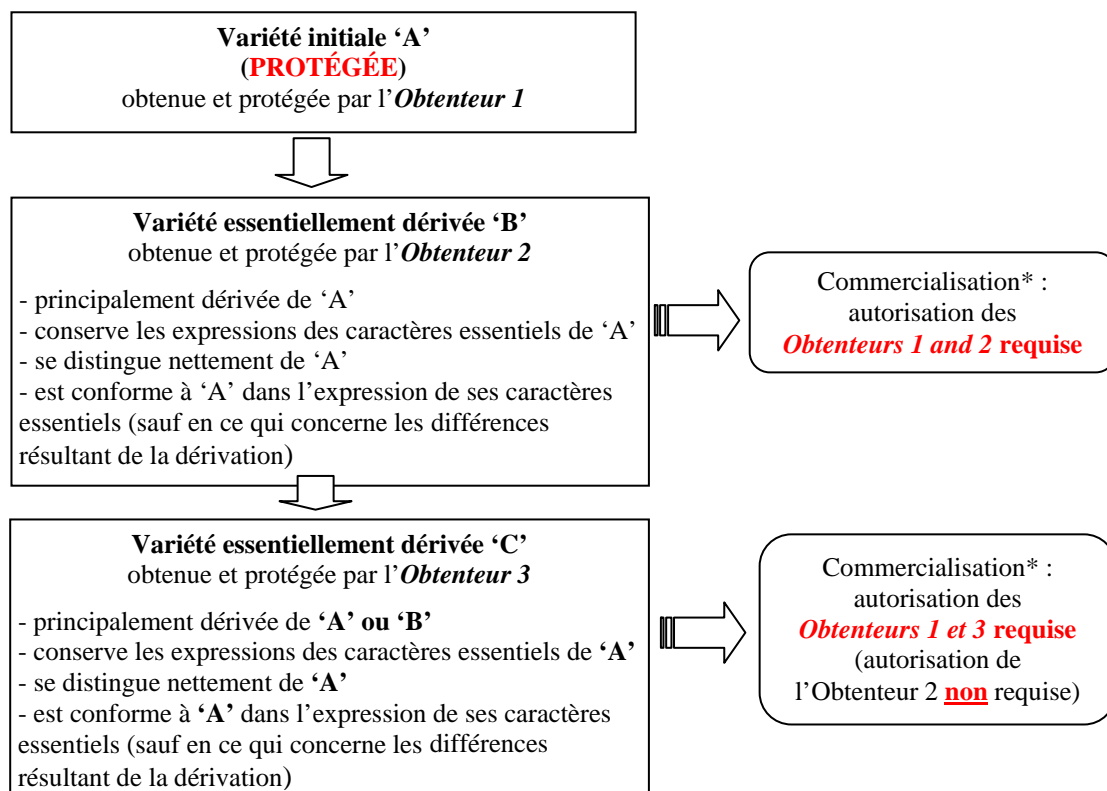 Variété initiale ‘A’
(PROTÉGÉE)
obtenue et protégée par l’Obtenteur 1
Variété essentiellement dérivée ‘B’
obtenue et protégée par l’Obtenteur 2
- principalement dérivée de ‘A’
- conserve les expressions des caractères essentiels de ‘A’
- se distingue nettement de ‘A’
- est conforme à ‘A’ dans l’expression de ses caractères
essentiels (sauf en ce qui concerne les différences
résultant de la dérivation)
Commercialisation* :
autorisation des
Obtenteurs 1 and 2 requise
Variété essentiellement dérivée ‘C’
obtenue et protégée par l’Obtenteur 3
- principalement dérivée de ‘A’ ou ‘B’
- conserve les expressions des caractères essentiels de ‘A’
- se distingue nettement de ‘A’
- est conforme à ‘A’ dans l’expression de ses caractères
essentiels (sauf en ce qui concerne les différences
résultant de la dérivation)
Commercialisation* :
autorisation des
Obtenteurs 1 et 3 requise
(autorisation de
l’Obtenteur 2 non requise)